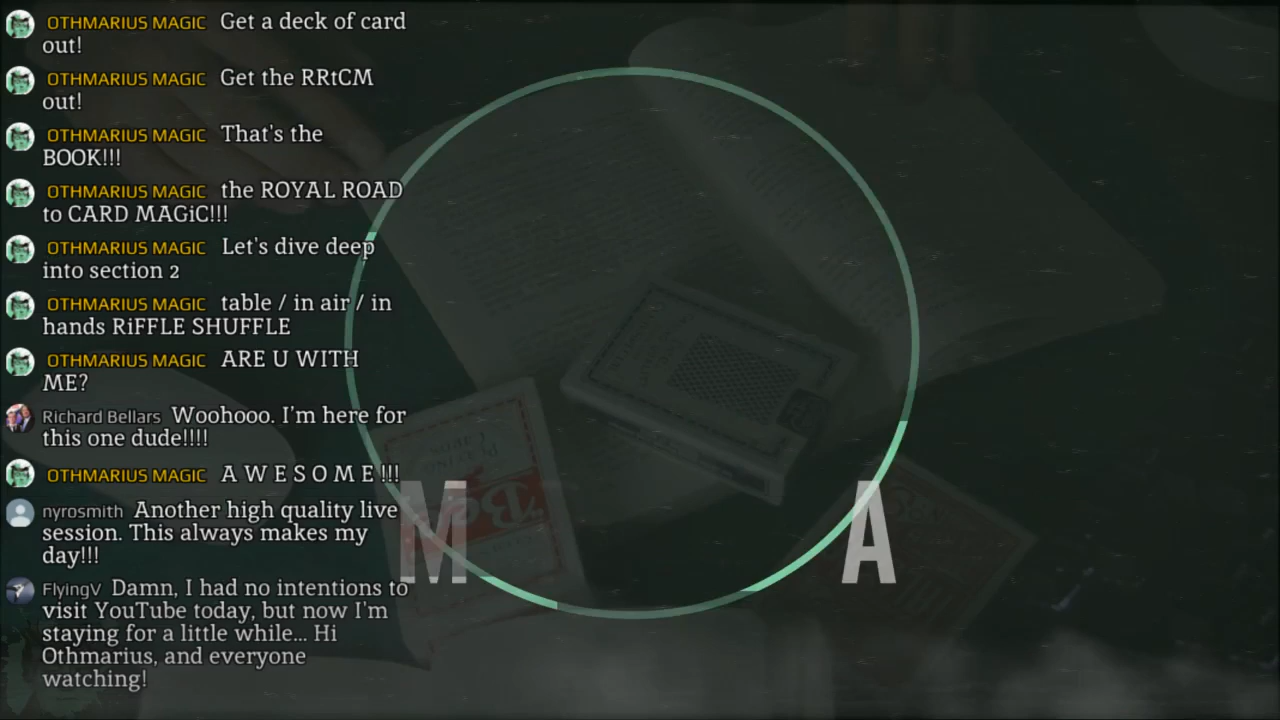 OTHMARIUS MAGIC Get a deck of card
out!
OTHMARIUS MAGIC Get the RRtCM
out!
OTHMARIUS MAGIC That's the
BOOK!!!
OTHMARIUS MAGIC the ROYAL ROAD
to CARD MAGiC!!!
OTHMARIUS MAGIC Let's dive deep
into section 2
OTHMARIUS MAGIC table / in air / in
hands RiFFLE SHUFFLE
OTHMARIUS MAGIC ARE U WITH
ME?
Richard Bellars Woohooo. I'm here for
this one dude!!!!
OTHMARIUS MAGIC A W E S O M E !!!
nyrosmith Another high quality live
session. This always makes my
day!!!
FlyingV Damn, I had no intentions to
visit YouTube today, but now I'm
staying for a little while... Hi
Othmarius, and everyone
watching!
M A